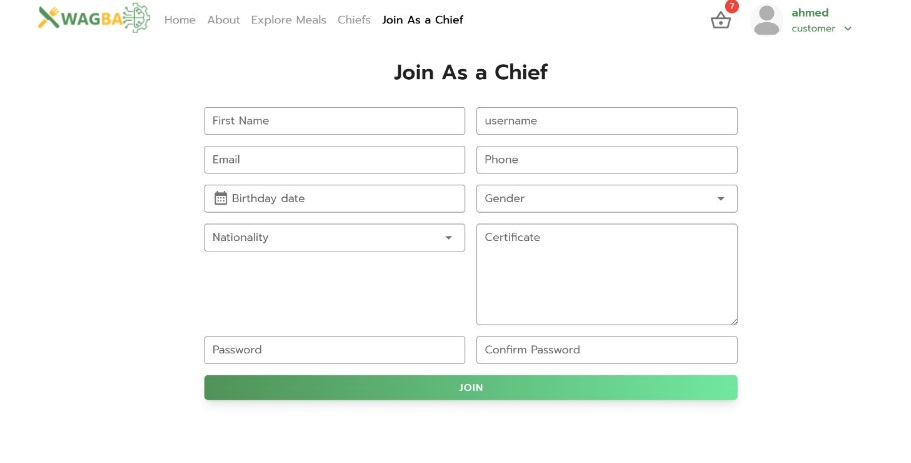 WAGBA Home About Explore Meals Chiefs Join As a Chief 7 ahmed
customer
Join As a Chief
First Name username
Email Phone
Birthday date Gender
Nationality Certificate
Password Confirm Password
JOIN